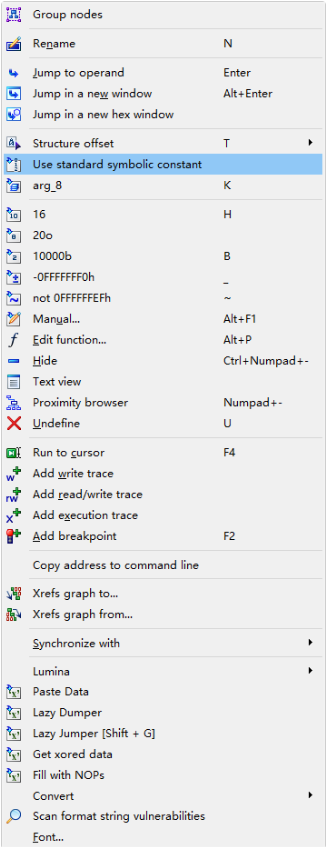 Group nodes
Rename N
Jump to operand Enter
Jump in a new window Alt+Enter
Jump in a new hex window
Structure offset T
Use standard symbolic constant
arg_8 K
16 H
20o
10000b B
-0FFFFFFF0h _
not 0FFFFFFEFh ~
Manual... Alt+F1
Edit function... Alt+P
Hide Ctrl+Numpad+-
Text view
Proximity browser Numpad+-
Undefine U
Run to cursor F4
Add write trace
Add read/write trace
Add execution trace
Add breakpoint F2
Copy address to command line
Xrefs graph to...
Xrefs graph from...
Synchronize with
Lumina
Paste Data
Lazy Dumper
Lazy Jumper [Shift + G]
Get xored data
Fill with NOPs
Convert
Scan format string vulnerabilities
Font...